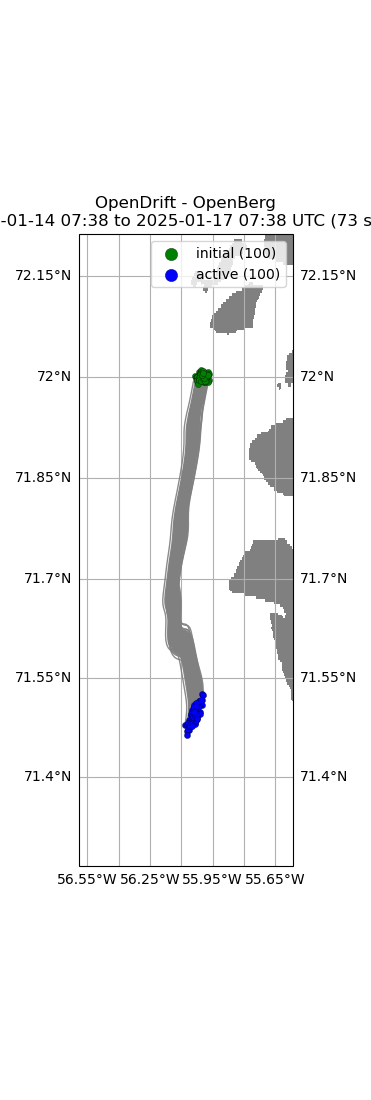 OpenDrift - OpenBerg
-01-14 07:38 to 2025-01-17 07:38 UTC (73 s
initial (100)
active (100)
72.15°N 72.15°N
72°N 72°N
71.85°N 71.85°N
71.7°N 71.7°N
71.55°N 71.55°N
71.4°N 71.4°N
56.55°W 56.25°W 55.95°W 55.65°W